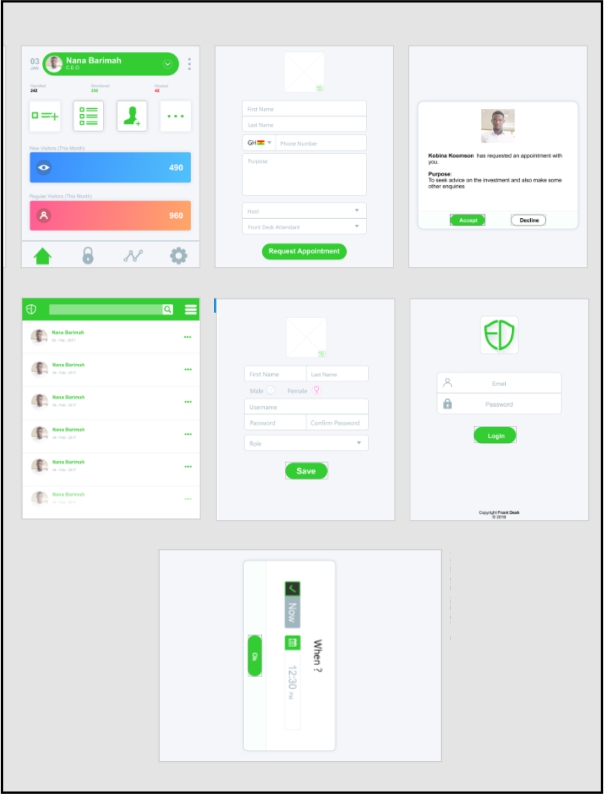 03
JAN
Nana Barimah
242
New Visitors (This Month)
490
Regular Visitors (This Month)
960
First Name
Last Name
GH
Phone Number
Purpose
Host
Front Desk Attendant
Request Appointment
Kobina Koomson has requested an appointment with
you.
Purpose:
To seek advice on the investment and also make some
other enquiries
Accept
Decline
Nana Barimah
Nana Barimah
Nana Barimah
Nana Barimah
Nana Barimah
Nana Barimah
First Name
Last Name
Male
Female
Username
Password
Confirm Password
Role
Save
Email
Password
Login
Copyright Front Desk
© 2018
When ?
Now
12:30 PM
Ok